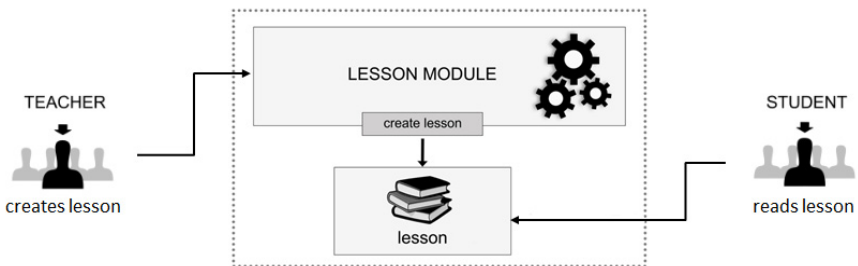 LESSON MODULE
TEACHER
STUDENT
create lesson
creates lesson
lesson
reads lesson